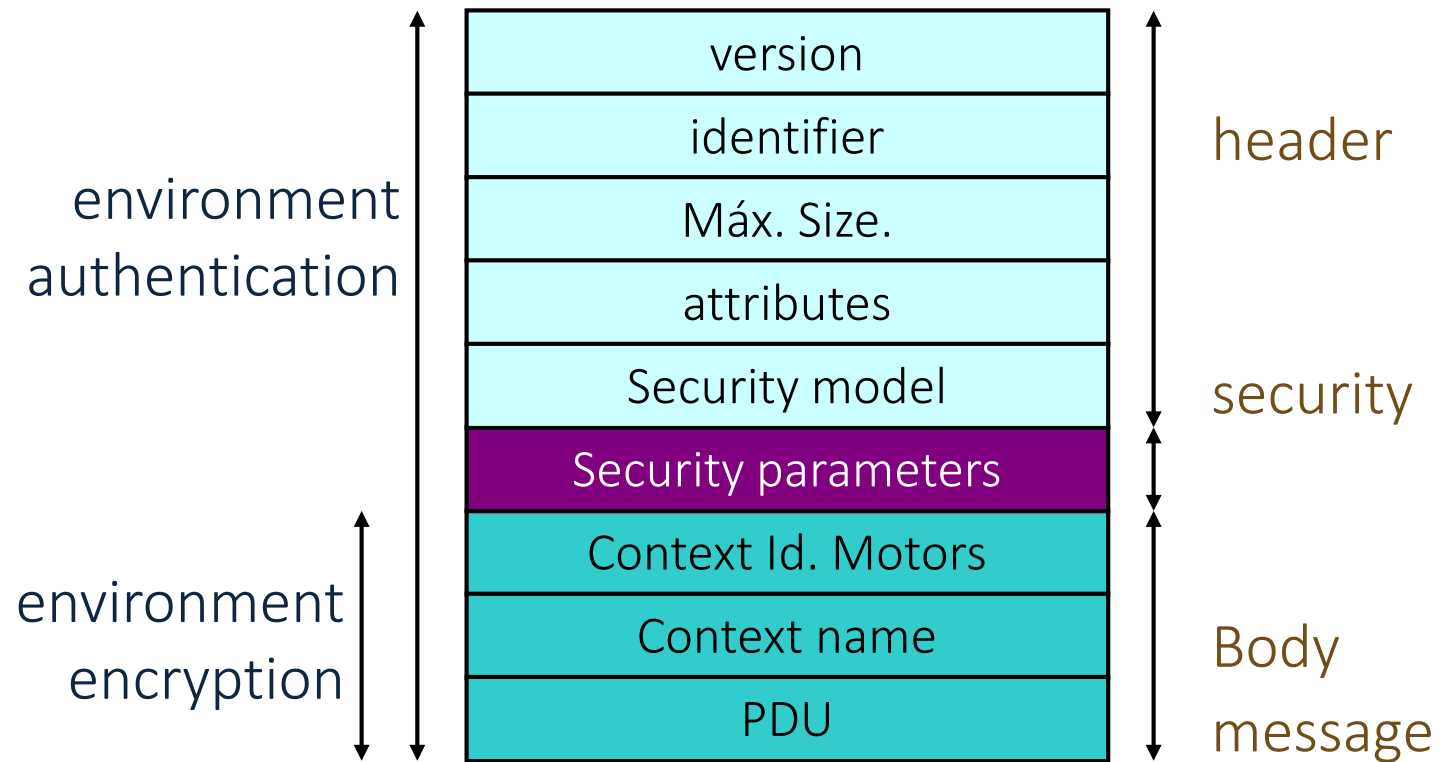 version
identifier
Máx. Size.
attributes
Security model
Security parameters
Context Id. Motors
Context name
PDU
environment
authentication
environment
encryption
header
security
Body
message